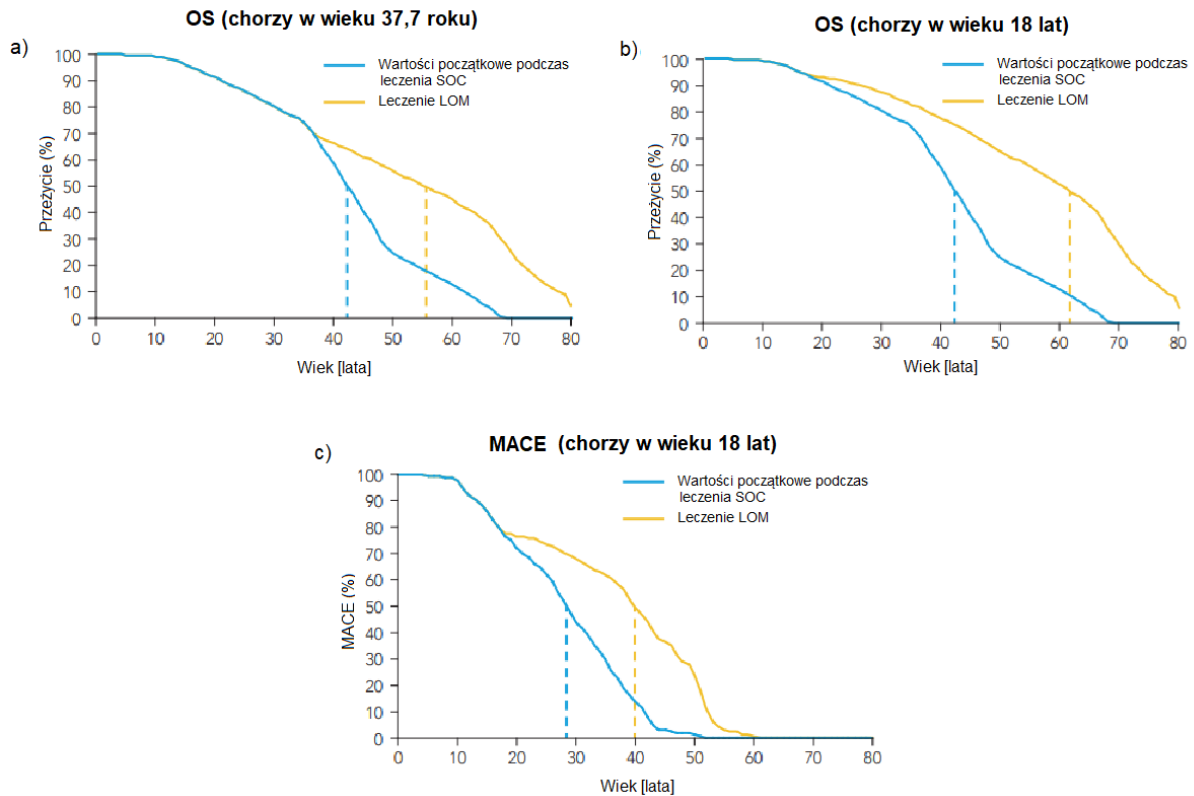 OS (chorzy w wieku 37,7 roku)
a)
Wartości początkowe podczas
leczenia SOC
Leczenie LOM
Przeżycie (%)
100
90
80
70
60
50
40
30
20
10
0
0 10 20 30 40 50 60 70 80
Wiek [lata]
OS (chorzy w wieku 18 lat)
b)
Wartości początkowe podczas
leczenia SOC
Leczenie LOM
Przeżycie (%)
100
90
80
70
60
50
40
30
20
10
0
0 10 20 30 40 50 60 70 80
Wiek [lata]
MACE (chorzy w wieku 18 lat)
c)
Wartości początkowe podczas
leczenia SOC
Leczenie LOM
MACE (%)
100
90
80
70
60
50
40
30
20
10
0
0 10 20 30 40 50 60 70 80
Wiek [lata]